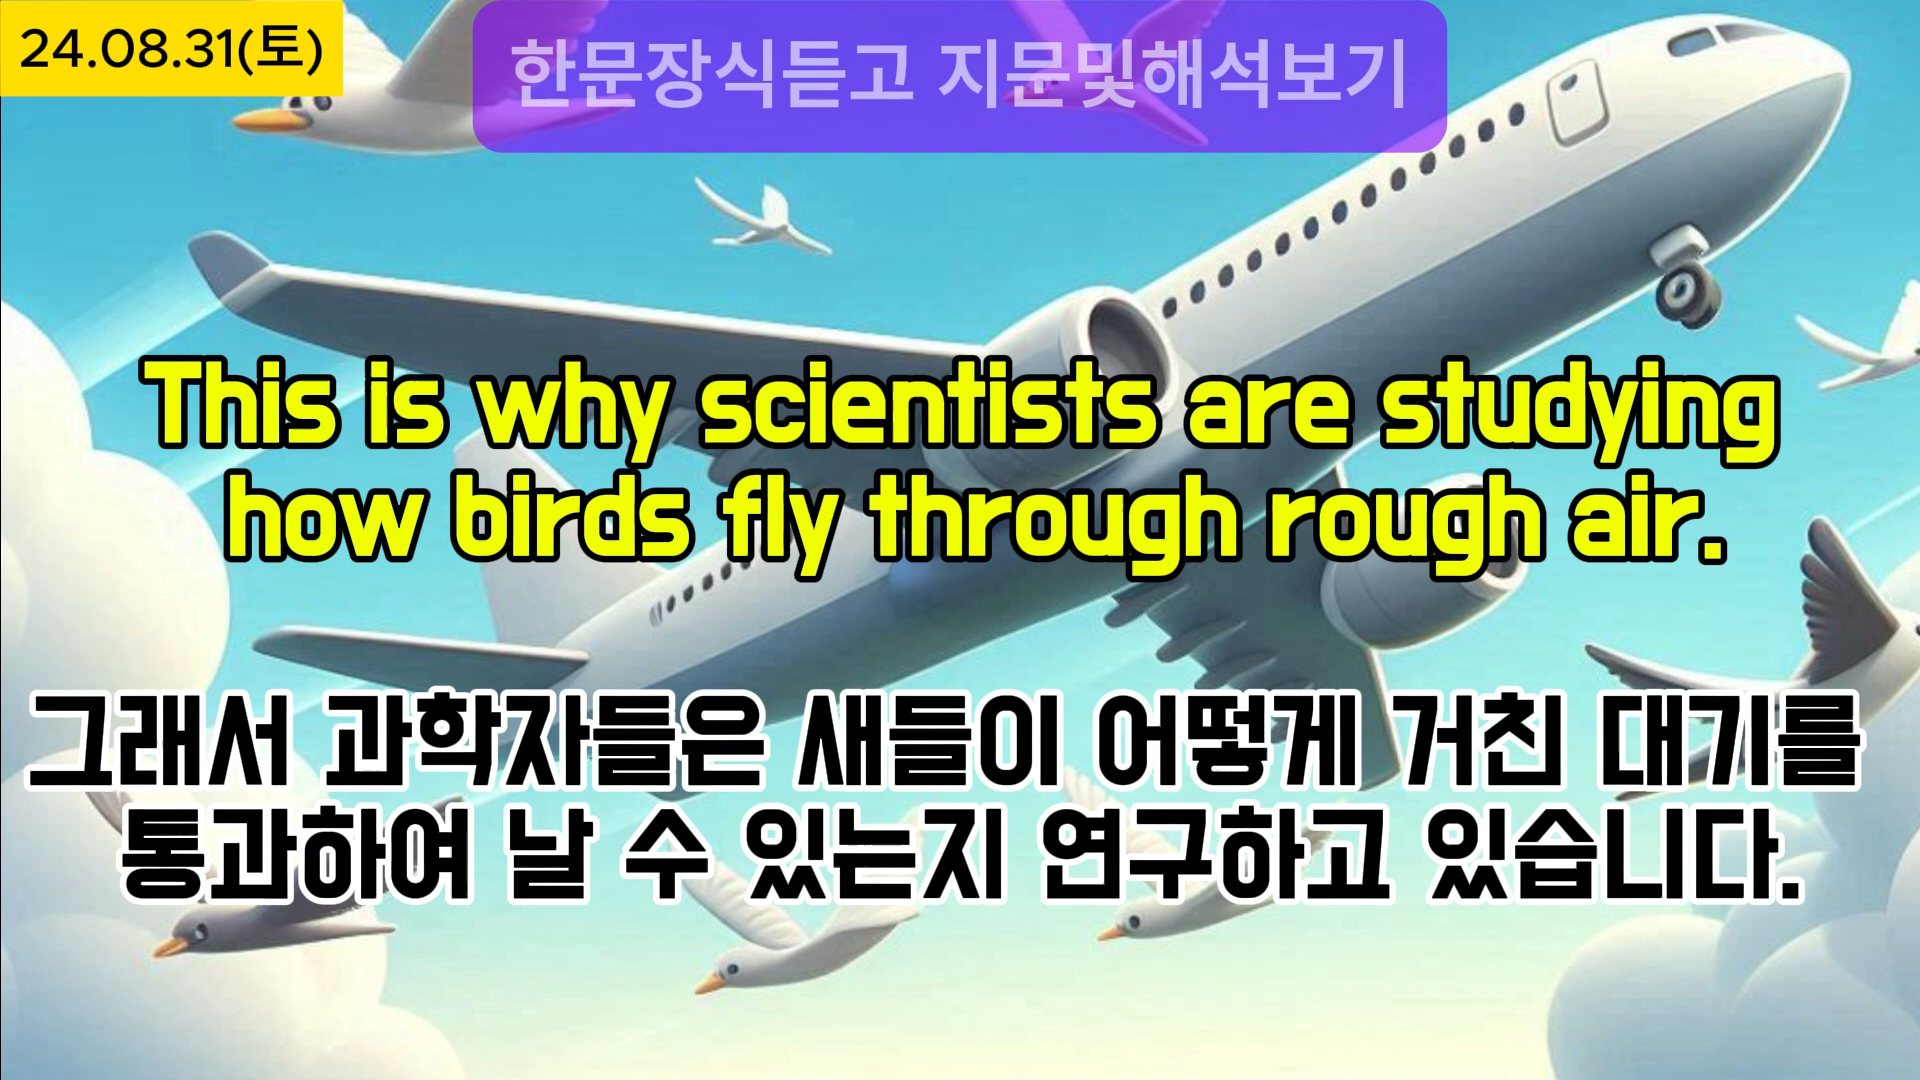 24.08.31(토)
한문장식듣고 지문및해석보기
This is why scientists are studying
how birds fly through rough air.
그래서 과학자들은 새들이 어떻게 거친 대기를
통과하여 날 수 있는지 연구하고 있습니다.